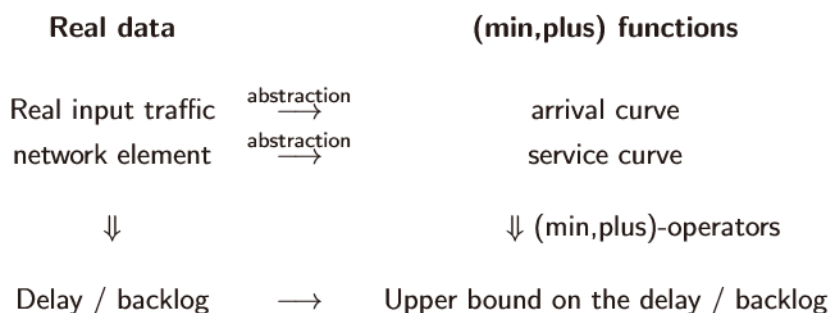 Real data (min,plus) functions
Real input traffic abstraction ⟶ arrival curve
network element abstraction ⟶ service curve
⇓ ⇓ (min,plus)-operators
Delay / backlog ⟶ Upper bound on the delay / backlog